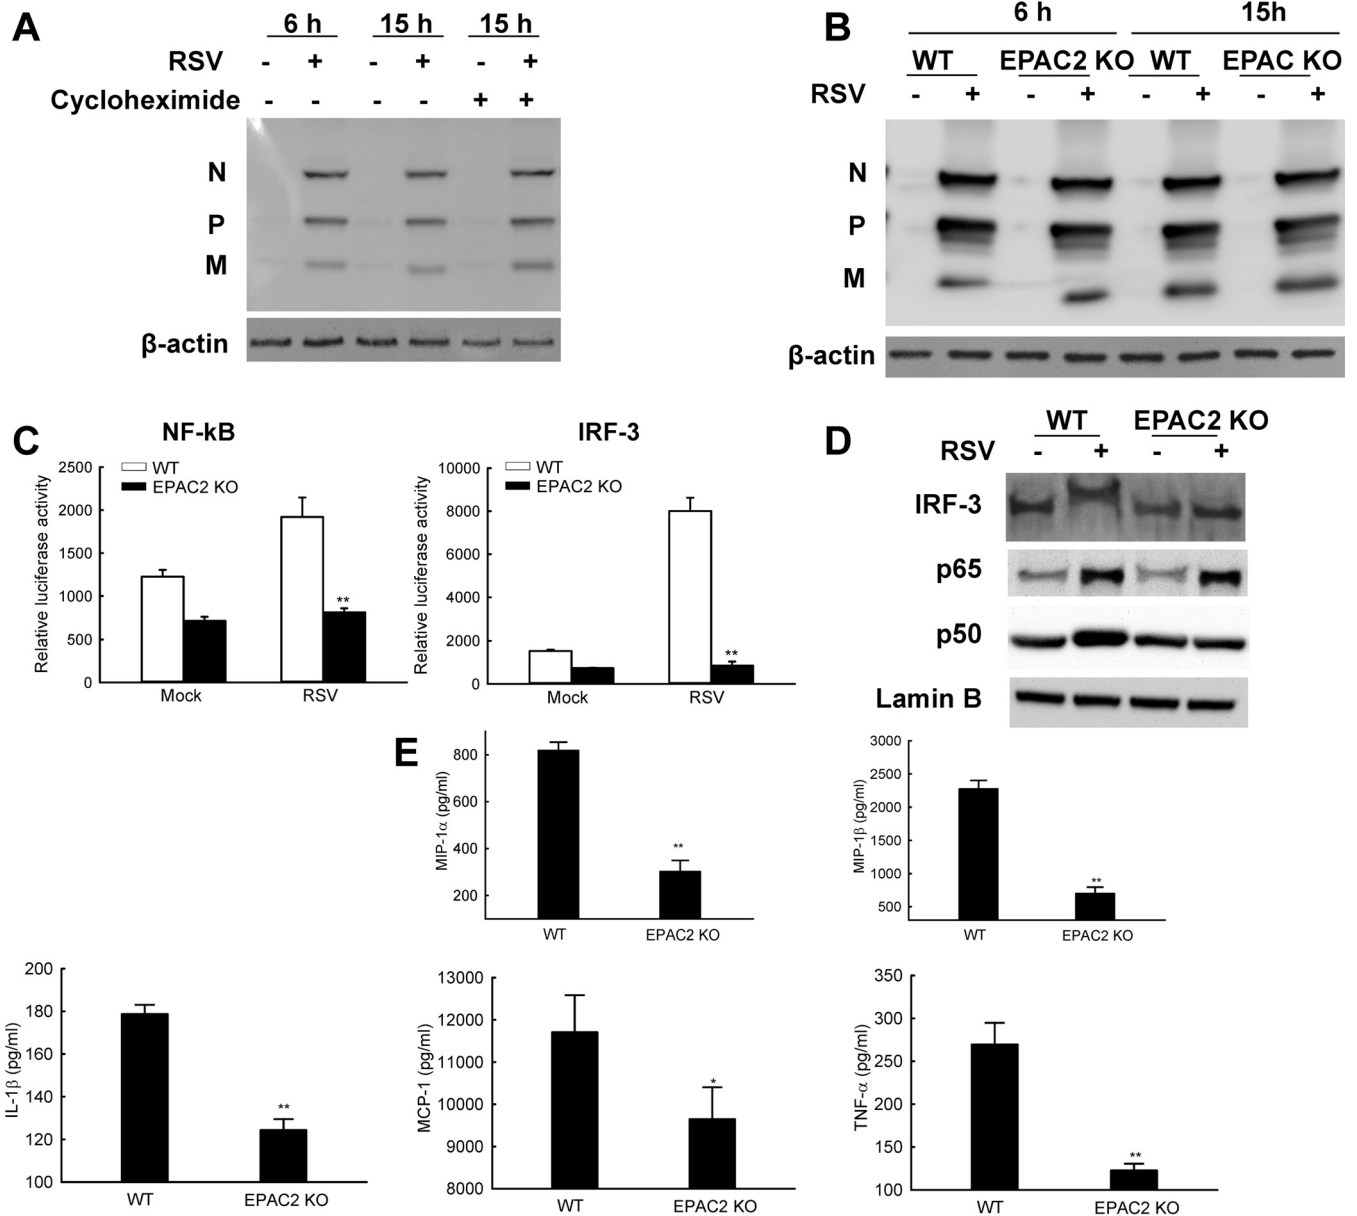 A
6 h 15 h 15 h
RSV - + - + - +
Cycloheximide - - - - + +
N
P
M
β-actin
B
6 h 15h
WT EPAC2 KO WT EPAC KO
RSV - + - + - + - +
N
P
M
β-actin
C
NF-kB
WT
EPAC2 KO
Relative luciferase activity
2500
2000
1500
1000
500
0
**
Mock RSV
IRF-3
WT
EPAC2 KO
Relative luciferase activity
10000
8000
6000
4000
2000
0
**
Mock RSV
D
WT EPAC2 KO
RSV - + - +
IRF-3
p65
p50
Lamin B
E
MIP-1α (pg/ml)
800
600
400
200
**
WT EPAC2 KO
MIP-1β (pg/ml)
3000
2500
2000
1500
1000
500
**
WT EPAC2 KO
IL-1β (pg/ml)
200
180
160
140
120
100
**
WT EPAC2 KO
MCP-1 (pg/ml)
13000
12000
11000
10000
9000
8000
*
WT EPAC2 KO
TNF-α (pg/ml)
350
300
250
200
150
100
**
WT EPAC2 KO